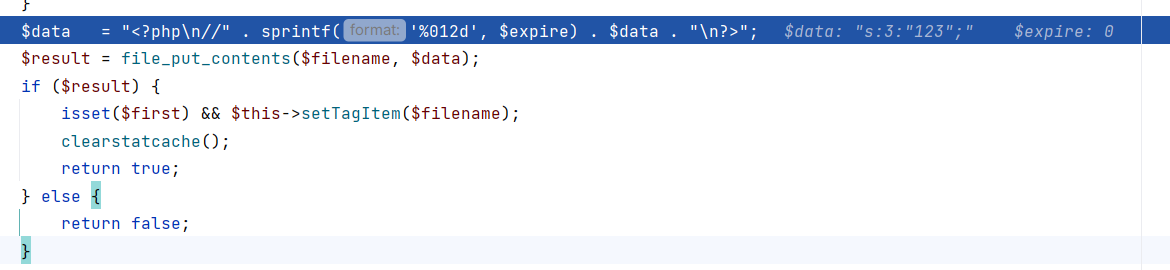 }
$data   = "<?php\n//" . sprintf( format: '%012d', $expire) . $data . "\n?>";   $data: "s:3:"123";"    $expire: 0
$result = file_put_contents($filename, $data);
if ($result) {
    isset($first) && $this->setTagItem($filename);
    clearstatcache();
    return true;
} else {
    return false;
}